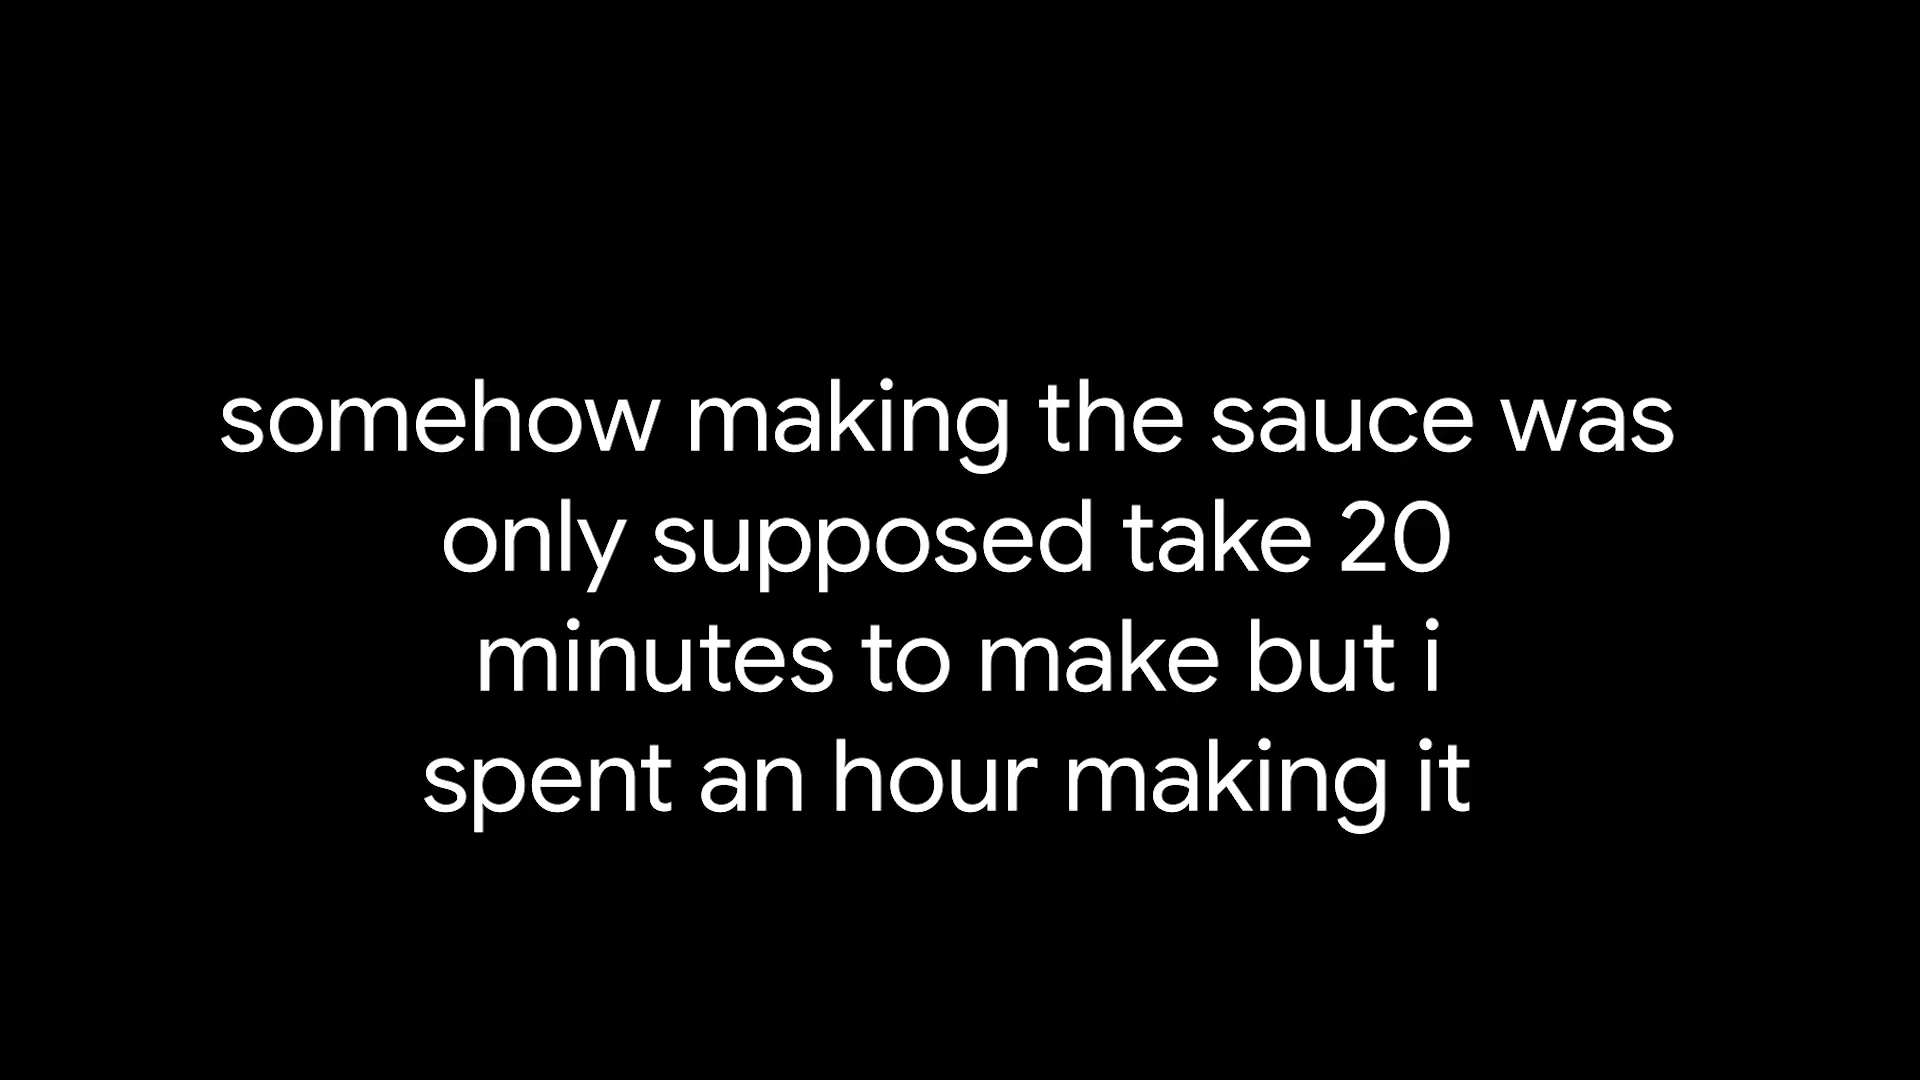 somehow making the sauce was
only supposed take 20
minutes to make but i
spent an hour making it